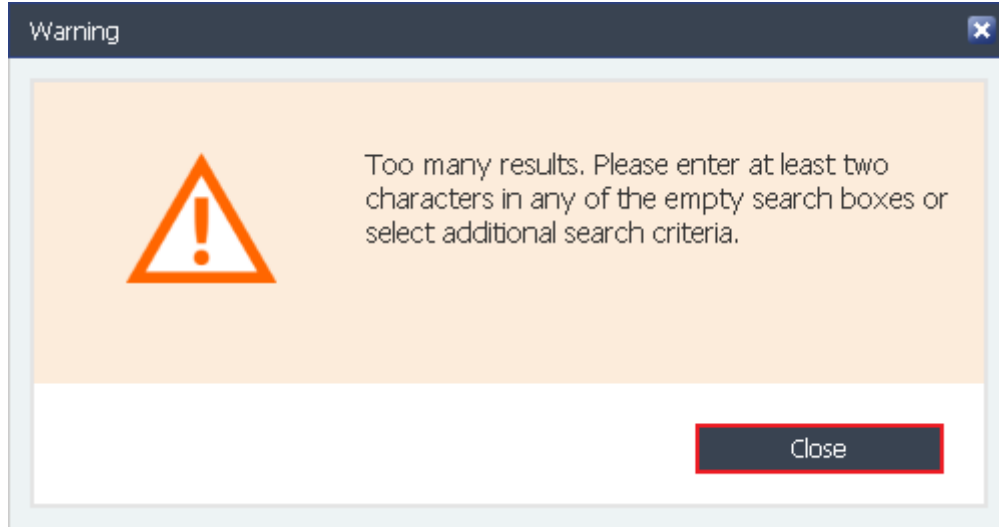 Warning
Too many results. Please enter at least two
characters in any of the empty search boxes or
select additional search criteria.
Close